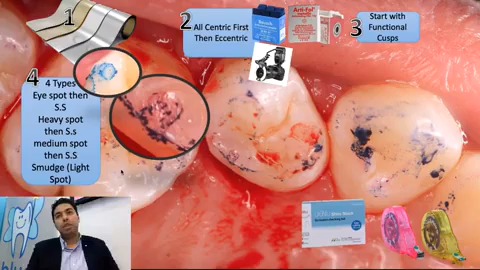 1
2
All Centric First
Then Eccentric
Bausch
Arti-Fol
3
Start with
Functional
Cusps
4
4 Types
Eye spot then
S.S
Heavy spot
then S.s
medium spot
then S.S
Smudge (Light
Spot)